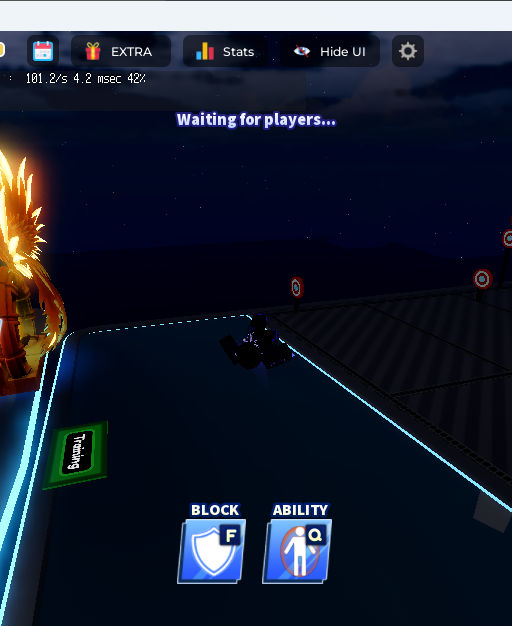 EXTRA
Stats
Hide UI
: 101.2/s 4.2 msec 42%
Waiting for players...
Training
BLOCK
ABILITY
F
Q